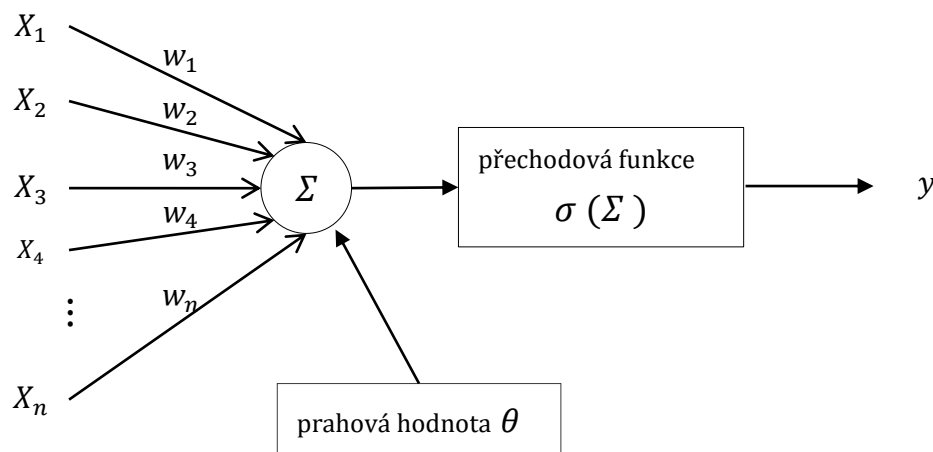 X₁
w₁
X₂
w₂
X₃
w₃
Σ
přechodová funkce
σ (Σ)
y
X₄
w₄
⋮
wₙ
Xₙ
prahová hodnota θ